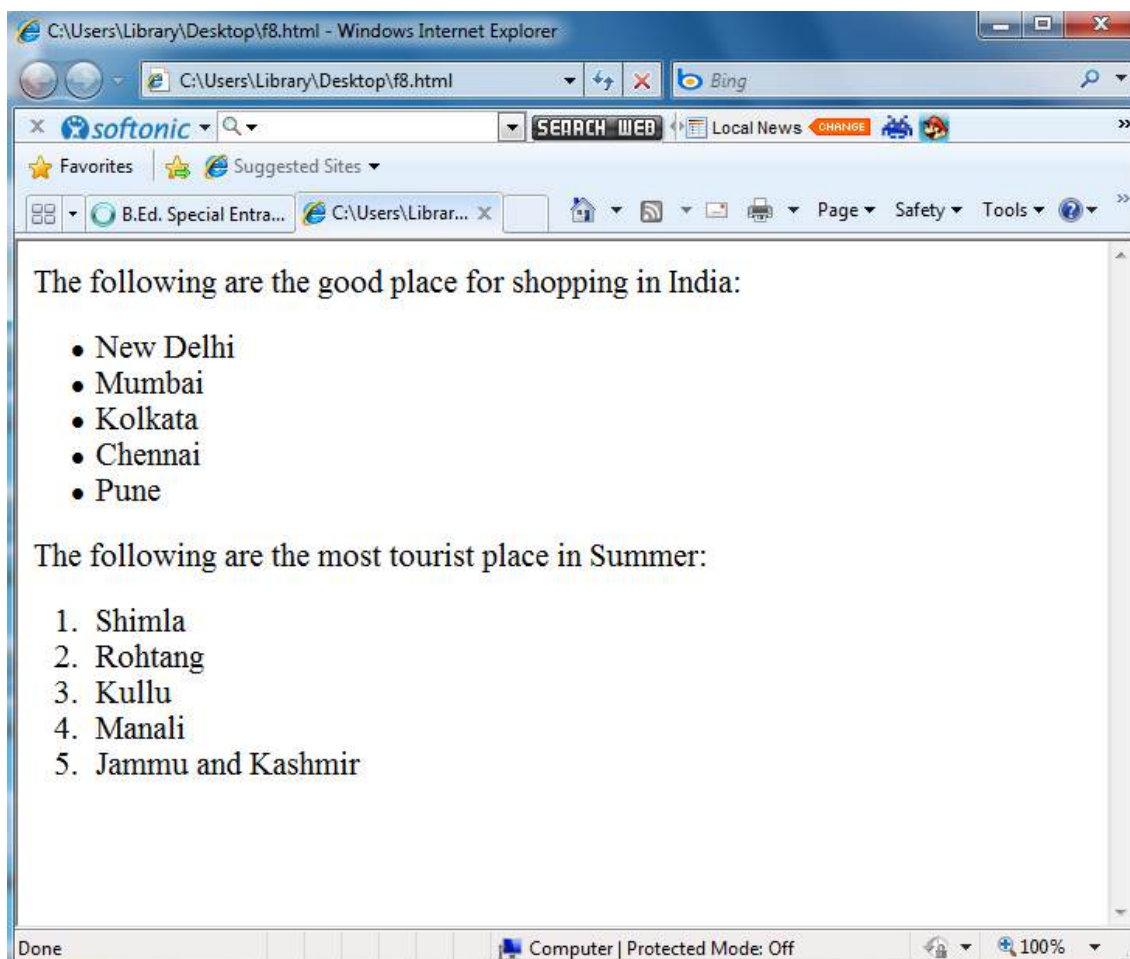 C:\Users\Library\Desktop\f8.html - Windows Internet Explorer
C:\Users\Library\Desktop\f8.html Bing
softonic SEARCH WEB Local News CHANGE
Favorites Suggested Sites
B.Ed. Special Entra... C:\Users\Librar... Page Safety Tools
The following are the good place for shopping in India:
• New Delhi
• Mumbai
• Kolkata
• Chennai
• Pune
The following are the most tourist place in Summer:
1. Shimla
2. Rohtang
3. Kullu
4. Manali
5. Jammu and Kashmir
Done Computer | Protected Mode: Off 100%